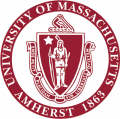 UNIVERSITY OF MASSACHUSETTS
AMHERST 1863